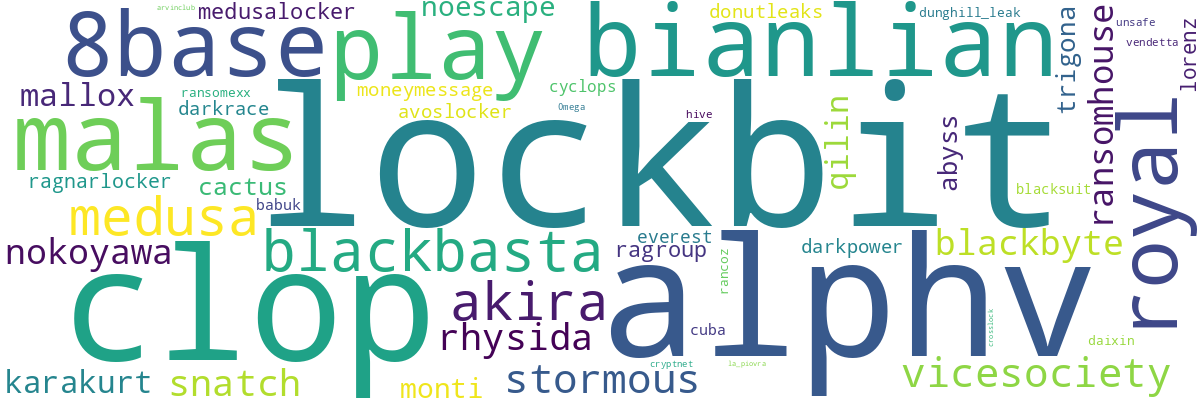 arvinclub
medusalocker
noescape
donutleaks
dunghill_leak
unsafe
vendetta
8base
play
bianlian
trigona
ransomhouse
lorenz
mallox
ransomexx
darkrace
moneymessage
avoslocker
cyclops
0mega
hive
malas
lockbit
qilin
abyss
blacksuit
royal
ragnarlocker
cactus
babuk
medusa
nokoyawa
blackbasta
everest
ragroup
rancoz
darkpower
blackbyte
clop
akira
alphv
rhysida
cuba
crosslock
daixin
karakurt
snatch
monti
stormous
cryptnet
la_piovra
vicesociety